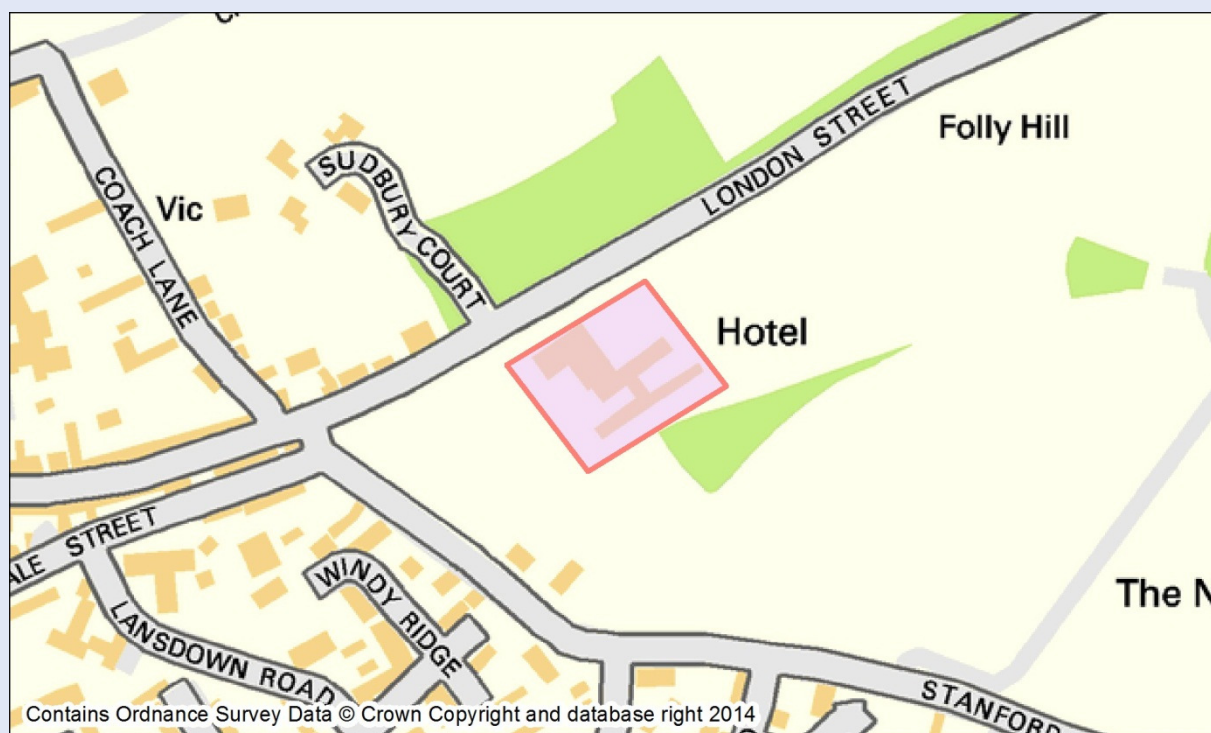 COACH LANE
Vic
SUDBURY COURT
LONDON STREET
Folly Hill
Hotel
ALE STREET
WINDY RIDGE
LANSDOWN ROAD
The N
STANFORD
Contains Ordnance Survey Data © Crown Copyright and database right 2014